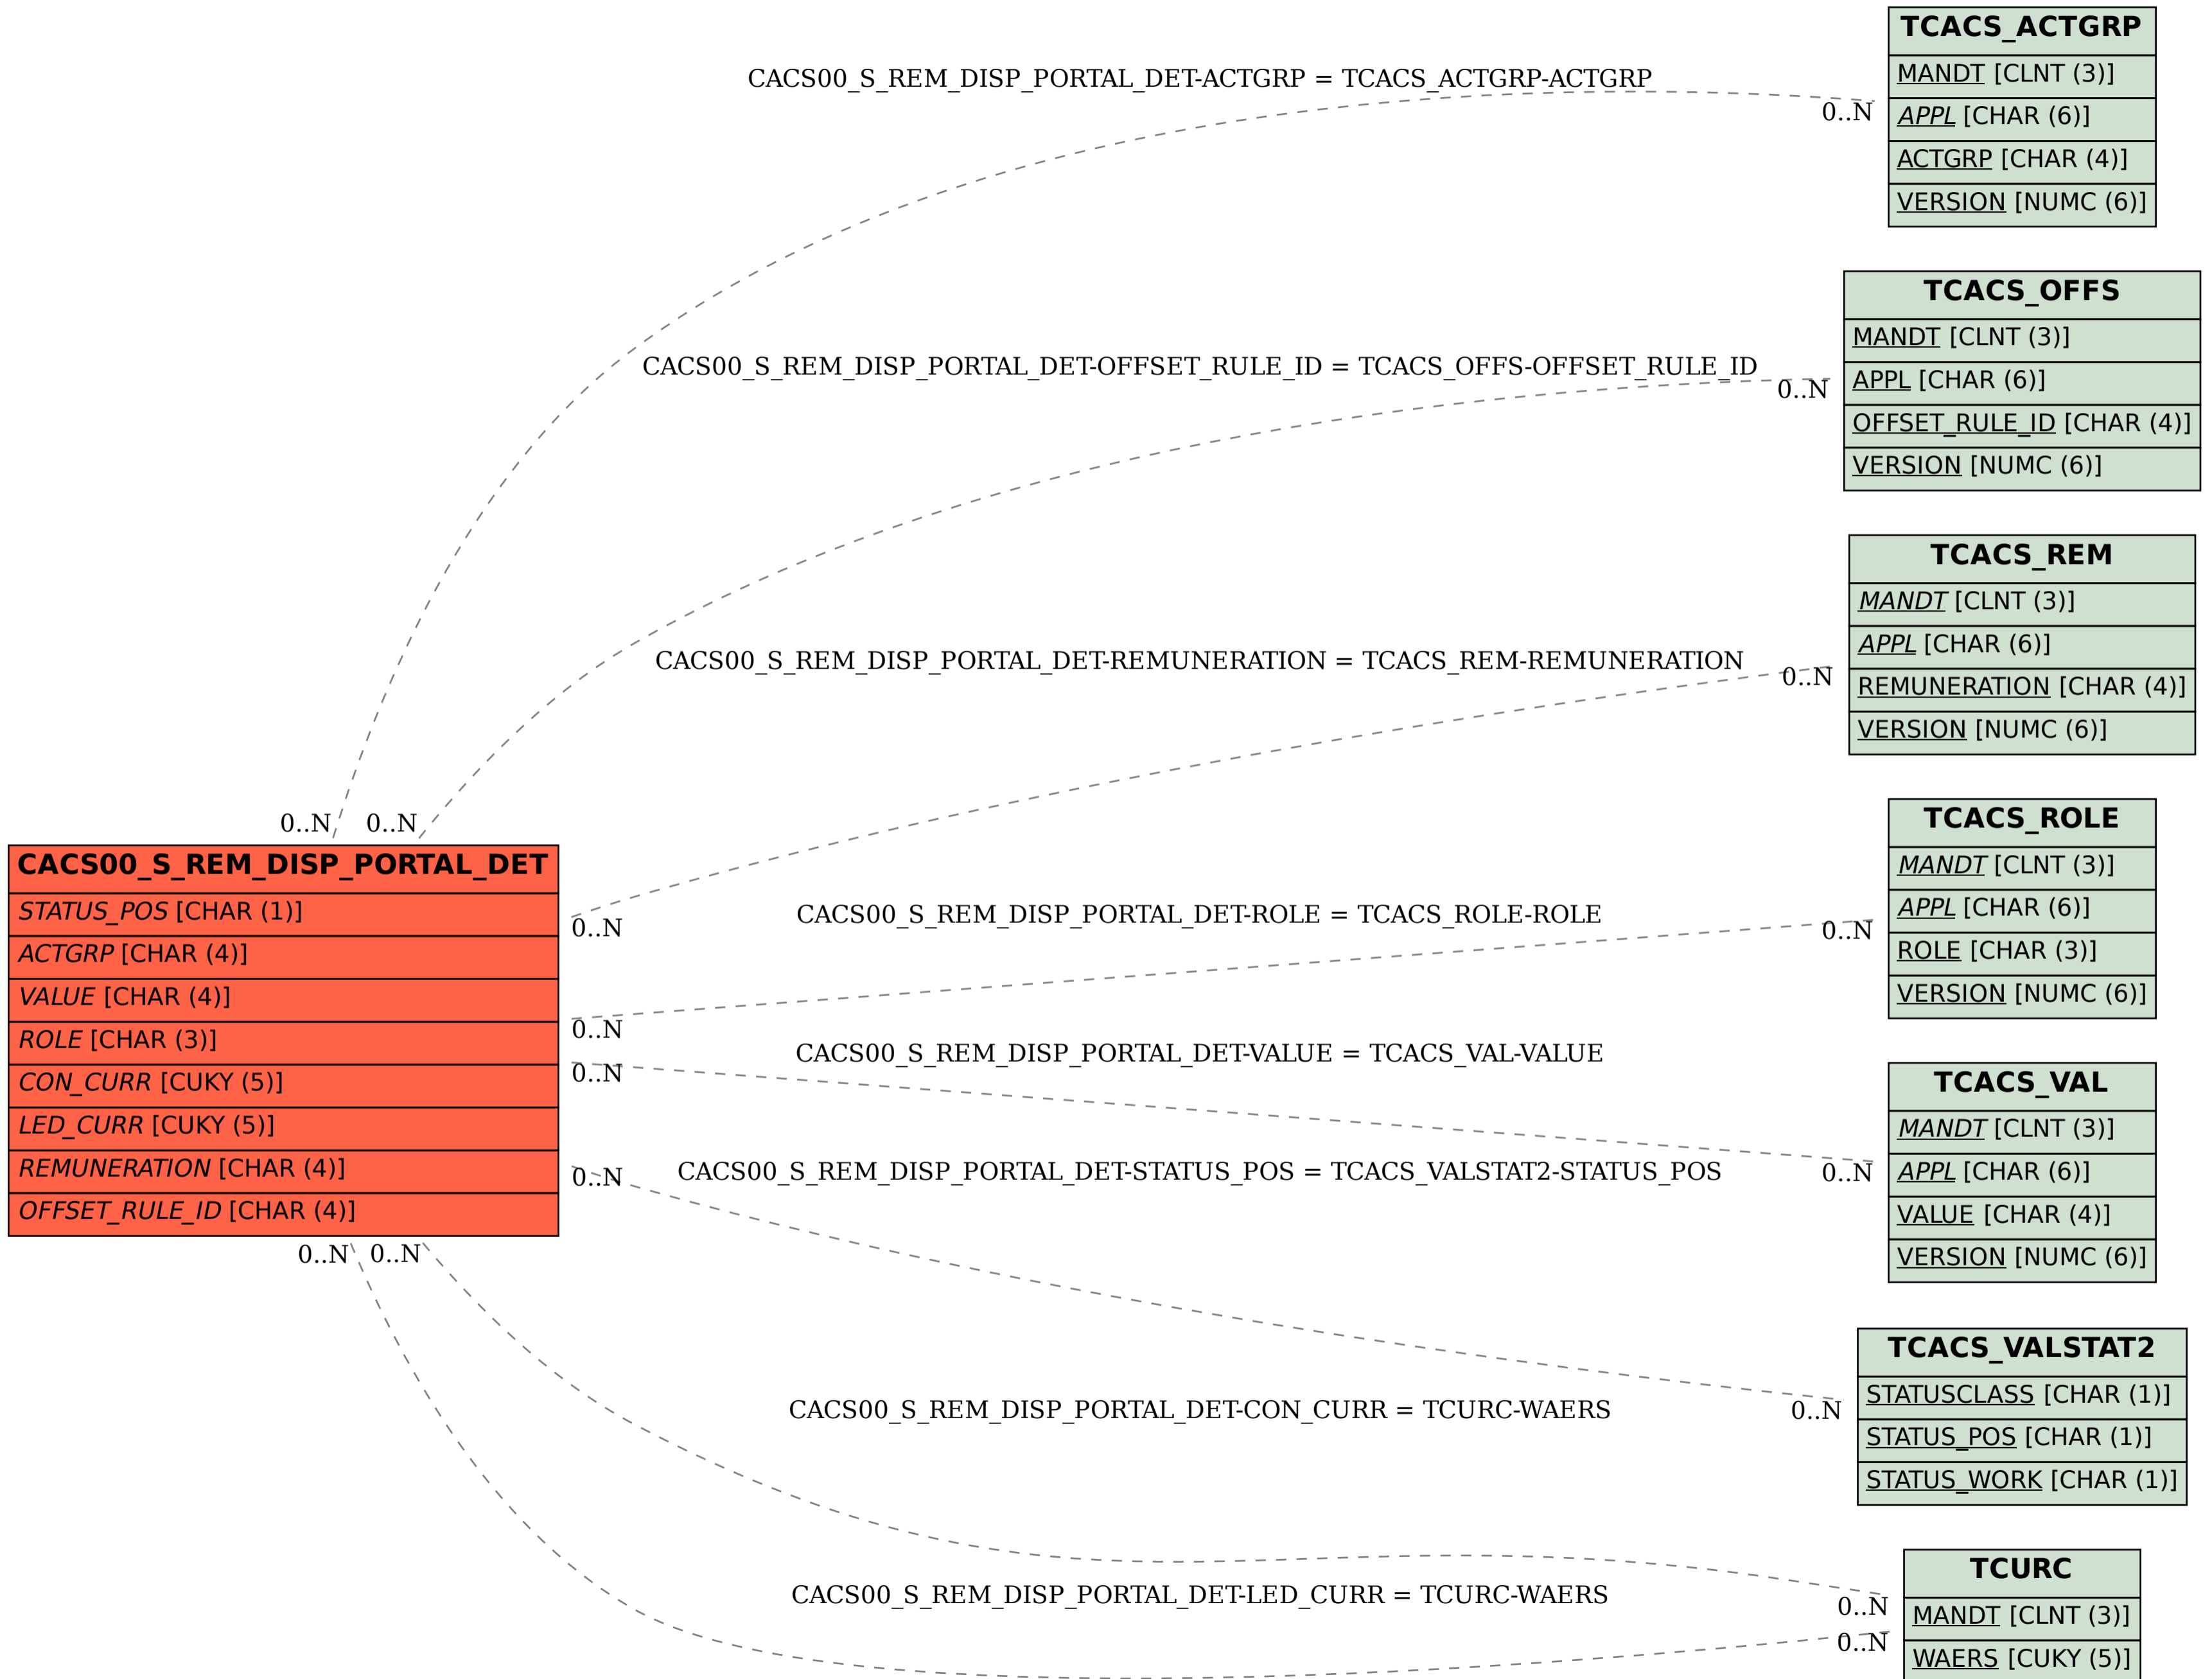 TCACS_ACTGRP
MANDT [CLNT (3)]
APPL [CHAR (6)]
ACTGRP [CHAR (4)]
VERSION [NUMC (6)]
CACS00_S_REM_DISP_PORTAL_DET-ACTGRP = TCACS_ACTGRP-ACTGRP
0..N
TCACS_OFFS
MANDT [CLNT (3)]
APPL [CHAR (6)]
OFFSET_RULE_ID [CHAR (4)]
VERSION [NUMC (6)]
CACS00_S_REM_DISP_PORTAL_DET-OFFSET_RULE_ID = TCACS_OFFS-OFFSET_RULE_ID
0..N
TCACS_REM
MANDT [CLNT (3)]
APPL [CHAR (6)]
REMUNERATION [CHAR (4)]
VERSION [NUMC (6)]
CACS00_S_REM_DISP_PORTAL_DET-REMUNERATION = TCACS_REM-REMUNERATION
0..N
0..N
0..N
CACS00_S_REM_DISP_PORTAL_DET
STATUS_POS [CHAR (1)]
ACTGRP [CHAR (4)]
VALUE [CHAR (4)]
ROLE [CHAR (3)]
CON_CURR [CUKY (5)]
LED_CURR [CUKY (5)]
REMUNERATION [CHAR (4)]
OFFSET_RULE_ID [CHAR (4)]
0..N
0..N
0..N
0..N
0..N
0..N
TCACS_ROLE
MANDT [CLNT (3)]
APPL [CHAR (6)]
ROLE [CHAR (3)]
VERSION [NUMC (6)]
CACS00_S_REM_DISP_PORTAL_DET-ROLE = TCACS_ROLE-ROLE
0..N
CACS00_S_REM_DISP_PORTAL_DET-VALUE = TCACS_VAL-VALUE
TCACS_VAL
MANDT [CLNT (3)]
APPL [CHAR (6)]
VALUE [CHAR (4)]
VERSION [NUMC (6)]
0..N
CACS00_S_REM_DISP_PORTAL_DET-STATUS_POS = TCACS_VALSTAT2-STATUS_POS
TCACS_VALSTAT2
STATUSCLASS [CHAR (1)]
STATUS_POS [CHAR (1)]
STATUS_WORK [CHAR (1)]
0..N
CACS00_S_REM_DISP_PORTAL_DET-CON_CURR = TCURC-WAERS
TCURC
MANDT [CLNT (3)]
WAERS [CUKY (5)]
CACS00_S_REM_DISP_PORTAL_DET-LED_CURR = TCURC-WAERS
0..N
0..N